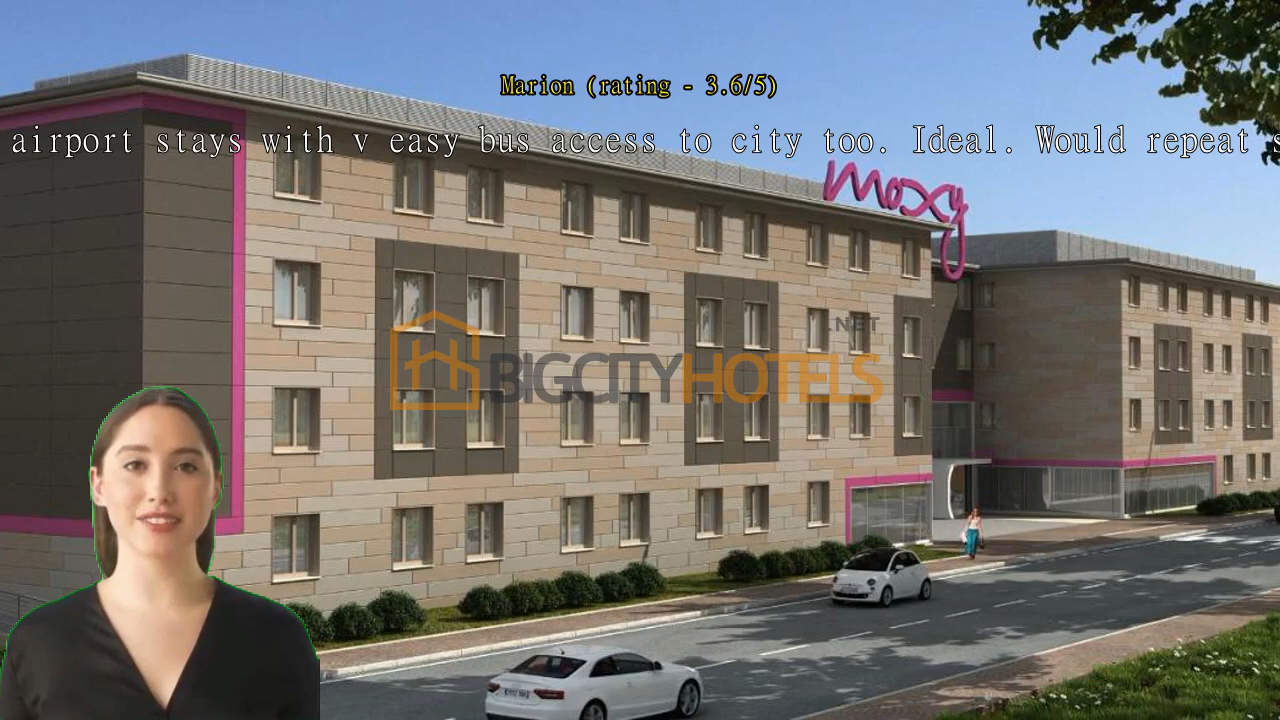 Marion (rating - 3.6/5)
airport stays with v easy bus access to city too. Ideal. Would repeat s
moxy
.NET
BIGCITYHOTELS